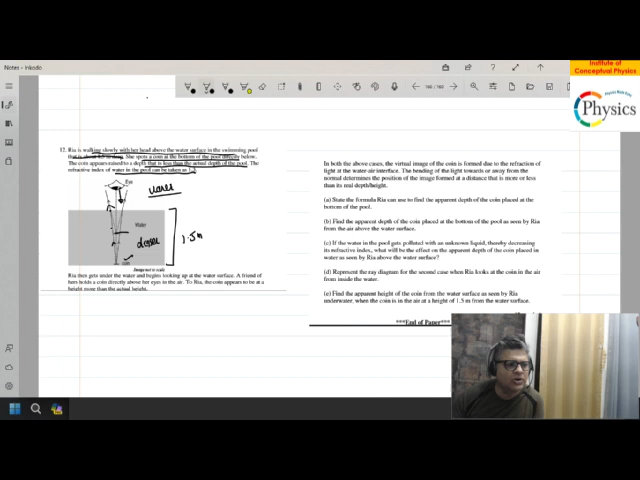 Notes - Inkodo
Institute of
Conceptual Physics
Physics Made Easy
Physics
12. Ria is walking slowly with her head above the water surface in the swimming pool
that is about 1.5 m deep. She spots a coin at the bottom of the pool directly below.
The coin appears raised to a depth that is less than the actual depth of the pool. The
refractive index of water in the pool can be taken as 1.3.
Eye
rarer
Water
denser
1.5 m
coin
Image not to scale
Ria then gets under the water and begins looking up at the water surface. A friend of
hers holds a coin directly above her eyes in the air. To Ria, the coin appears to be at a
height more than the actual height.
In both the above cases, the virtual image of the coin is formed due to the refraction of
light at the water-air interface. The bending of the light towards or away from the
normal determines the position of the image formed at a distance that is more or less
than its real depth/height.
(a) State the formula Ria can use to find the apparent depth of the coin placed at the
bottom of the pool.
(b) Find the apparent depth of the coin placed at the bottom of the pool as seen by Ria
from the air above the water surface.
(c) If the water in the pool gets polluted with an unknown liquid, thereby decreasing
its refractive index, what will be the effect on the apparent depth of the coin placed in
water as seen by Ria above the water surface?
(d) Represent the ray diagram for the second case when Ria looks at the coin in the air
from inside the water.
(e) Find the apparent height of the coin from the water surface as seen by Ria
underwater, when the coin is in the air at a height of 1.5 m from the water surface.
***End of Paper***